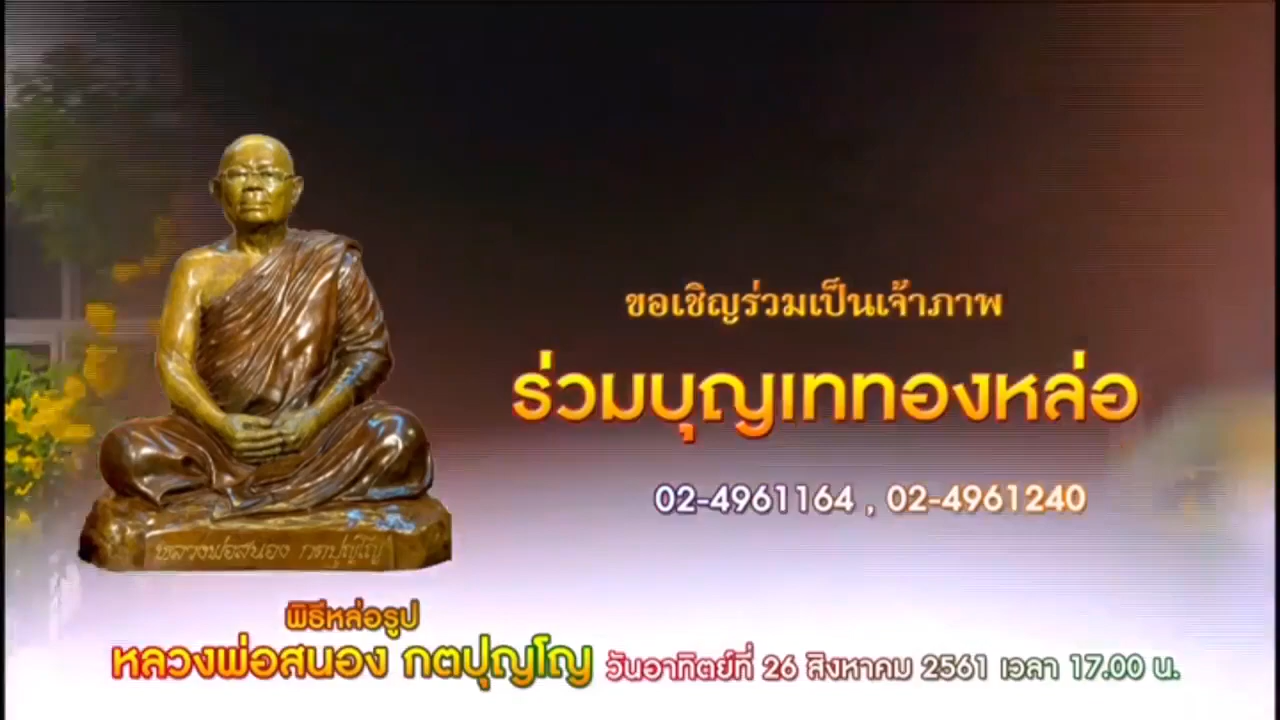 ขอเชิญร่วมเป็นเจ้าภาพ
ร่วมบุญเททองหล่อ
02-4961164 , 02-4961240
หลวงพ่อสนอง กตปุญฺโญ
พิธีหล่อรูป
หลวงพ่อสนอง กตปุญโญ วันอาทิตย์ที่ 26 สิงหาคม 2561 เวลา 17.00 น.